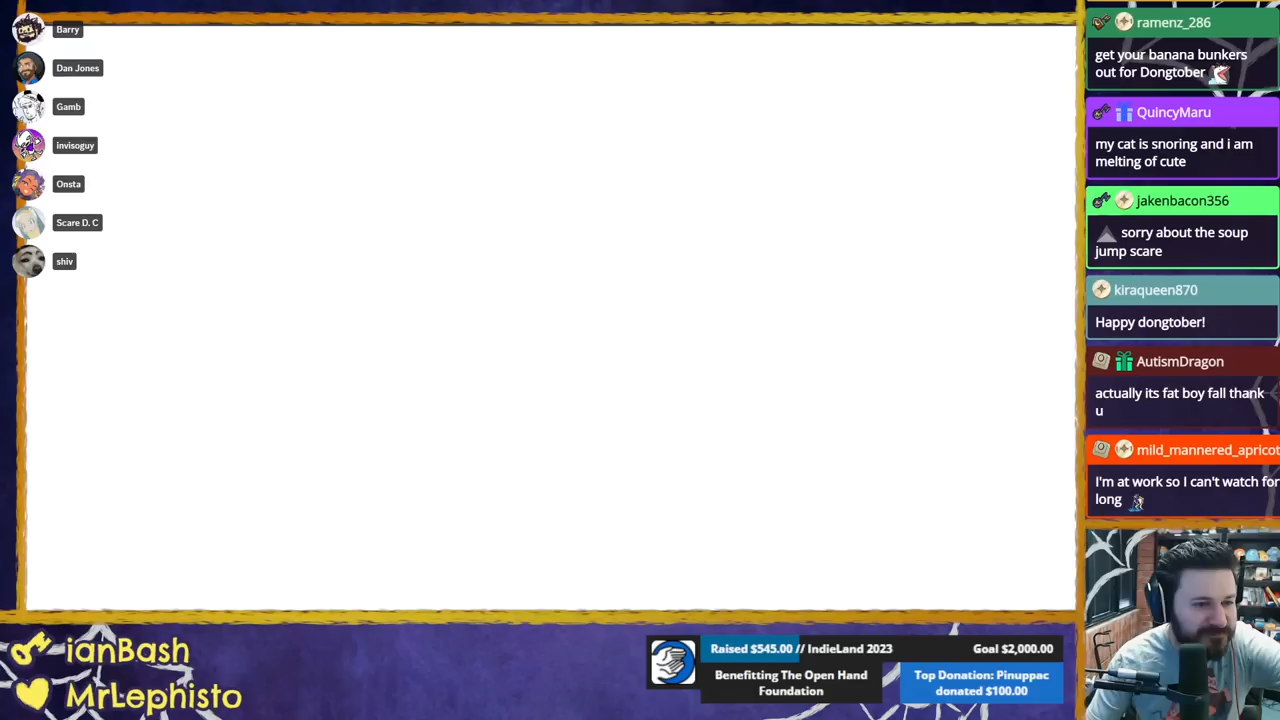 Barry
Dan Jones
Gamb
invisoguy
Onsta
Scare D. C
shiv
ramenz_286
get your banana bunkers
out for Dongtober
QuincyMaru
my cat is snoring and i am
melting of cute
jakenbacon356
sorry about the soup
jump scare
kiraqueen870
Happy dongtober!
AutismDragon
actually its fat boy fall thank
u
mild_mannered_apricot
I'm at work so I can't watch for
long
ianBash
MrLephisto
Raised $545.00 // IndieLand 2023
Goal $2,000.00
Benefitting The Open Hand
Foundation
Top Donation: Pinuppac
donated $100.00